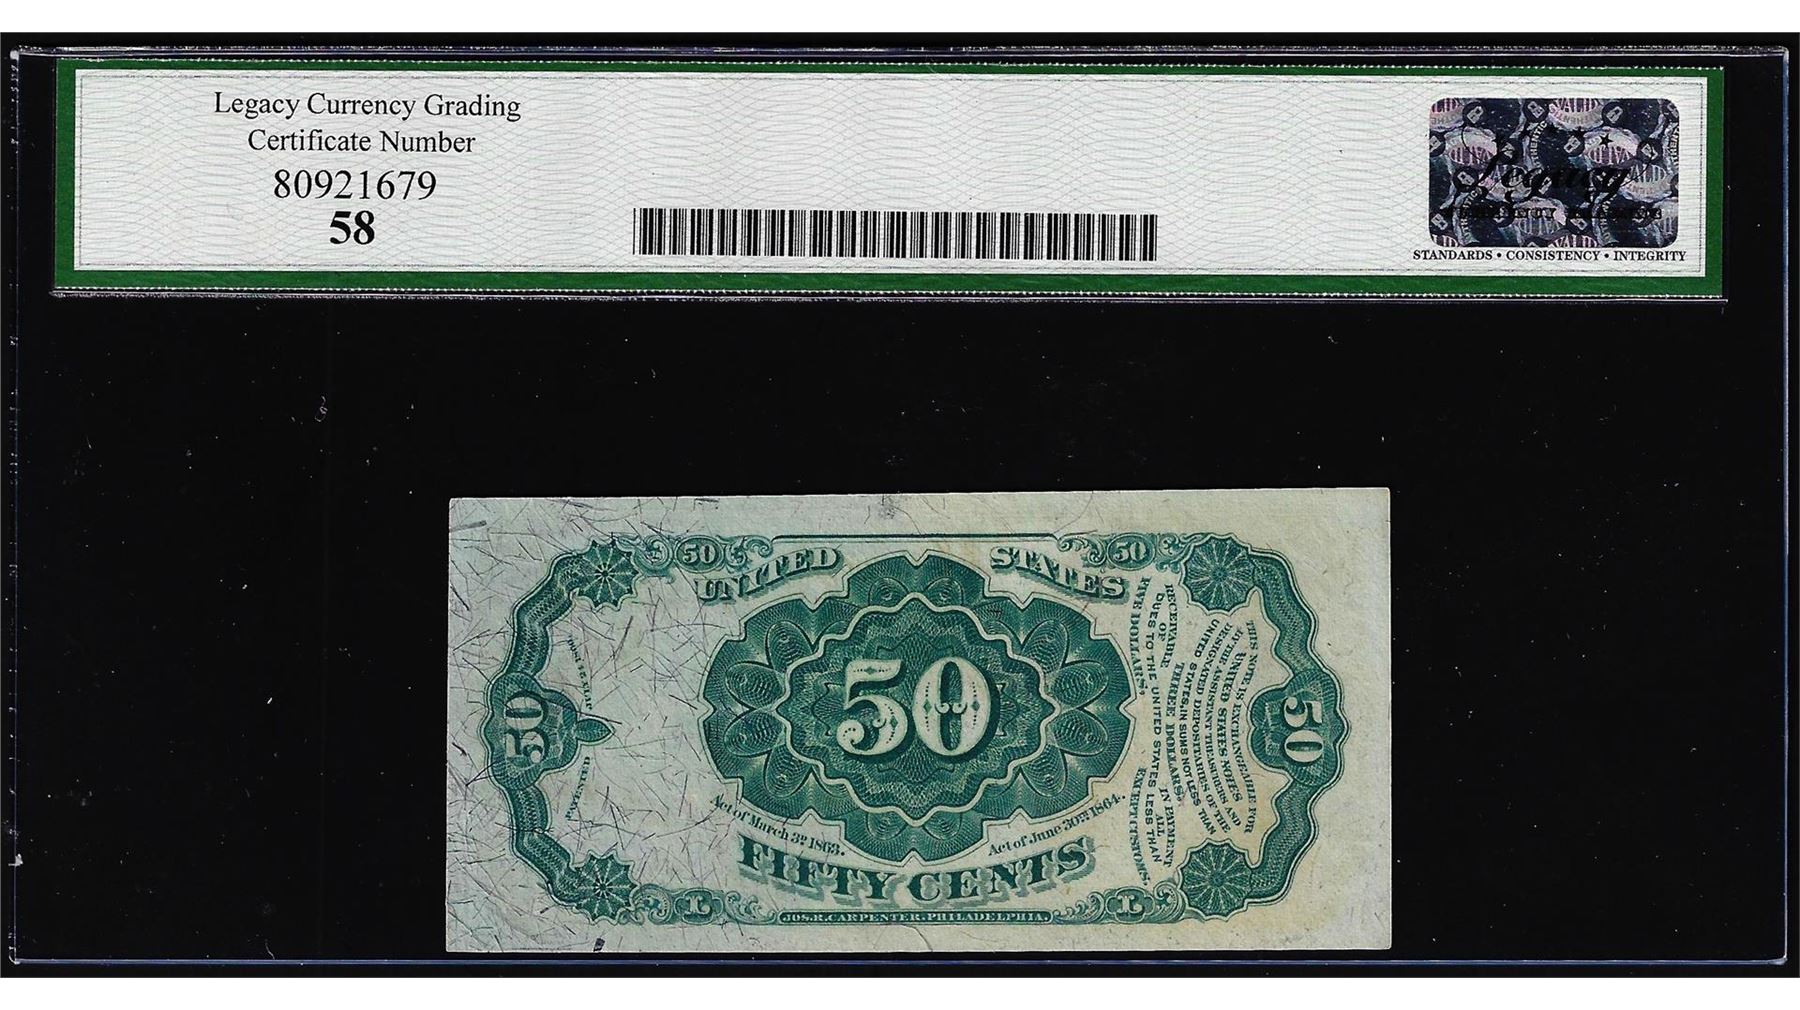 Legacy Currency Grading
Certificate Number
80921679
58
Legacy
STANDARDS • CONSISTENCY • INTEGRITY
50
50
UNITED STATES
50
50
50
PATENTED
THIS NOTE IS EXCHANGEABLE FOR
UNITED STATES NOTES
BY THE ASSISTANT TREASURERS AND
DESIGNATED DEPOSITARIES OF THE
UNITED STATES, IN SUMS NOT LESS THAN
THREE DOLLARS,
RECEIVABLE IN PAYMENT
OF ALL
DUES TO THE UNITED STATES LESS THAN
FIVE DOLLARS, EXCEPT CUSTOMS.
Act of March 3D 1863.
Act of June 30TH 1864.
FIFTY CENTS
L
L
JOS. R. CARPENTER. PHILADELPHIA.